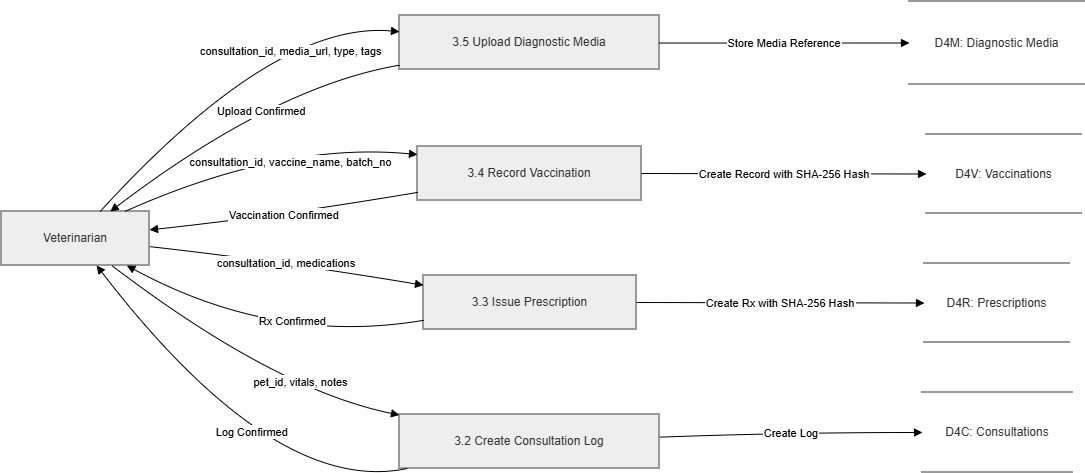 3.5 Upload Diagnostic Media
Store Media Reference
D4M: Diagnostic Media
consultation_id, media_url, type, tags
Upload Confirmed
consultation_id, vaccine_name, batch_no
3.4 Record Vaccination
Create Record with SHA-256 Hash
D4V: Vaccinations
Vaccination Confirmed
Veterinarian
consultation_id, medications
3.3 Issue Prescription
Create Rx with SHA-256 Hash
D4R: Prescriptions
Rx Confirmed
pet_id, vitals, notes
Log Confirmed
3.2 Create Consultation Log
Create Log
D4C: Consultations